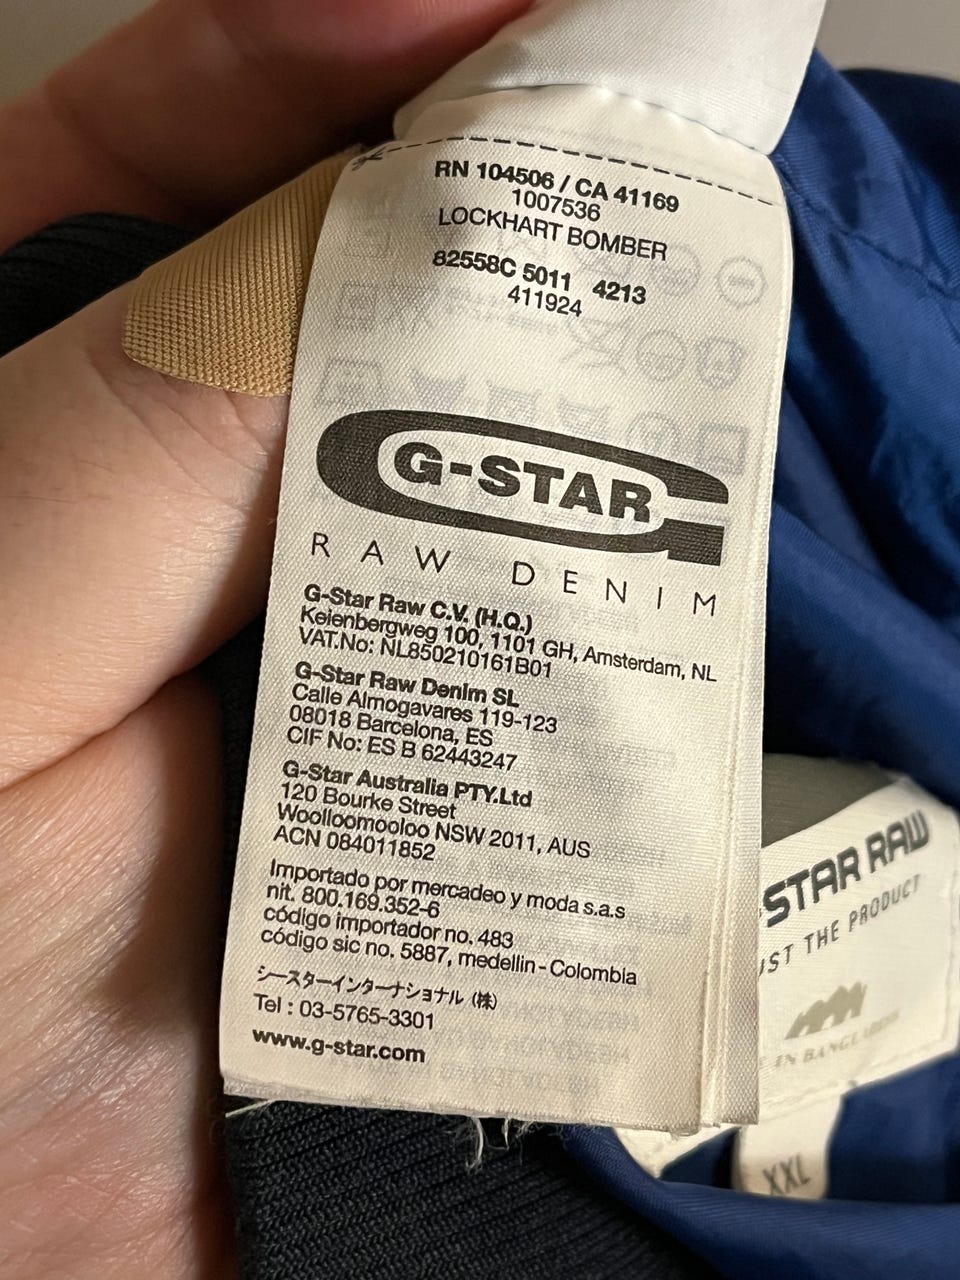 RN 104506 / CA 41169
1007536
LOCKHART BOMBER
82558C 5011 4213
411924
G-STAR
RAW DENIM
G-Star Raw C.V. (H.Q.)
Keienbergweg 100, 1101 GH, Amsterdam, NL
VAT.No: NL850210161B01
G-Star Raw Denim SL
Calle Almogavares 119-123
08018 Barcelona, ES
CIF No: ES B 62443247
G-Star Australia PTY.Ltd
120 Bourke Street
Woolloomooloo NSW 2011, AUS
ACN 084011852
Importado por mercadeo y moda s.a.s
nit. 800.169.352-6
código importador no. 483
código sic no. 5887, medellin - Colombia
シースターインターナショナル (株)
Tel : 03-5765-3301
www.g-star.com
-STAR RAW
THE PRODUCT
IN BANGLADESH
XXL